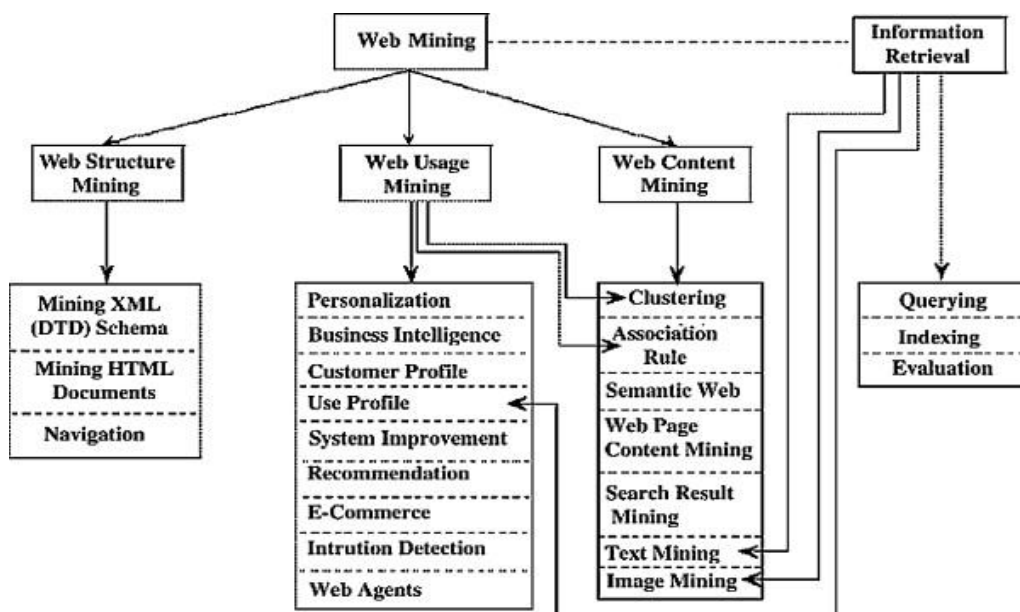 Web Mining
Information
Retrieval
Web Structure
Mining
Web Usage
Mining
Web Content
Mining
Mining XML
(DTD) Schema
Mining HTML
Documents
Navigation
Personalization
Business Intelligence
Customer Profile
Use Profile
System Improvement
Recommendation
E-Commerce
Intrution Detection
Web Agents
Clustering
Association
Rule
Semantic Web
Web Page
Content Mining
Search Result
Mining
Text Mining
Image Mining
Querying
Indexing
Evaluation